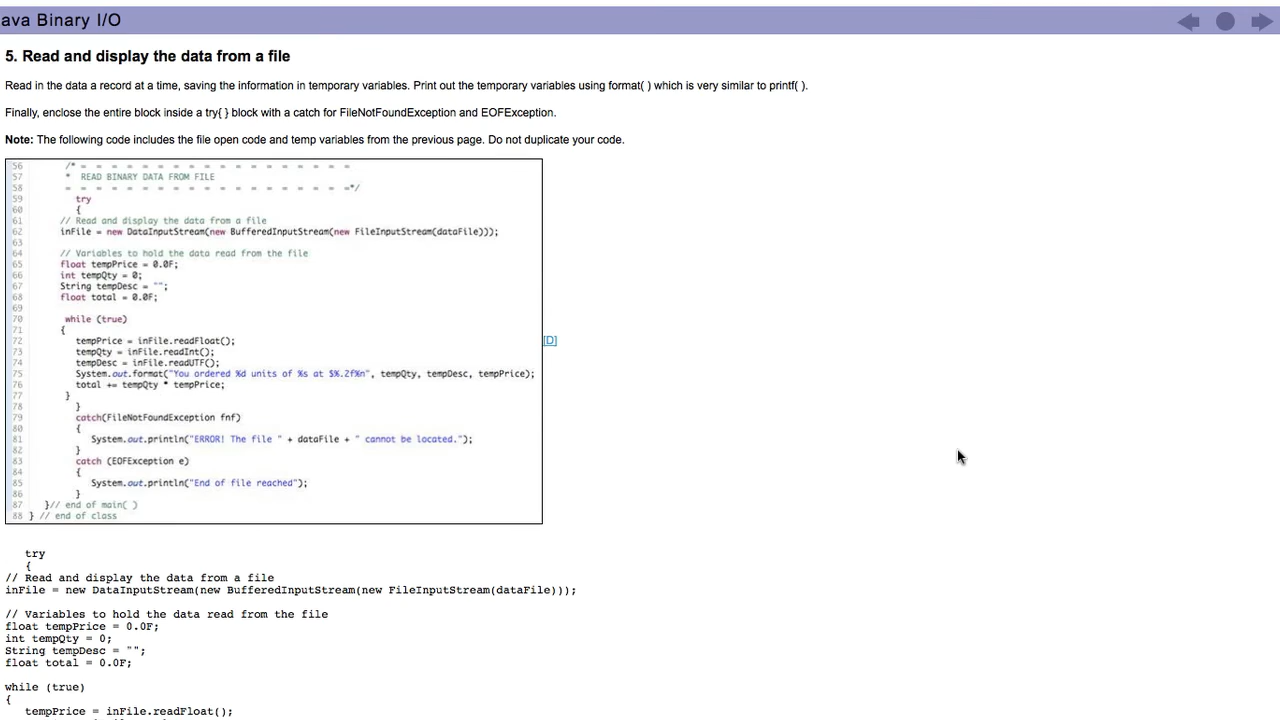 ava Binary I/O
5. Read and display the data from a file
Read in the data a record at a time, saving the information in temporary variables. Print out the temporary variables using format( ) which is very similar to printf( ).
Finally, enclose the entire block inside a try{ } block with a catch for FileNotFoundException and EOFException.
Note: The following code includes the file open code and temp variables from the previous page. Do not duplicate your code.
56 /* = = = = = = = = = = = = = = = = = =
57 * READ BINARY DATA FROM FILE
58 = = = = = = = = = = = = = = = = = = =*/
59 try
60 {
61 // Read and display the data from a file
62 inFile = new DataInputStream(new BufferedInputStream(new FileInputStream(dataFile)));
63
64 // Variables to hold the data read from the file
65 float tempPrice = 0.0F;
66 int tempQty = 0;
67 String tempDesc = "";
68 float total = 0.0F;
69
70 while (true)
71 {
72 tempPrice = inFile.readFloat();
73 tempQty = inFile.readInt();
74 tempDesc = inFile.readUTF();
75 System.out.format("You ordered %d units of %s at $%.2f%n", tempQty, tempDesc, tempPrice);
76 total += tempQty * tempPrice;
77 }
78 }
79 catch(FileNotFoundException fnf)
80 {
81 System.out.println("ERROR! The file " + dataFile + " cannot be located.");
82 }
83 catch (EOFException e)
84 {
85 System.out.println("End of file reached");
86 }
87 }// end of main( )
88 } // end of class
[D]
try
{
// Read and display the data from a file
inFile = new DataInputStream(new BufferedInputStream(new FileInputStream(dataFile)));
// Variables to hold the data read from the file
float tempPrice = 0.0F;
int tempQty = 0;
String tempDesc = "";
float total = 0.0F;
while (true)
{
tempPrice = inFile.readFloat();